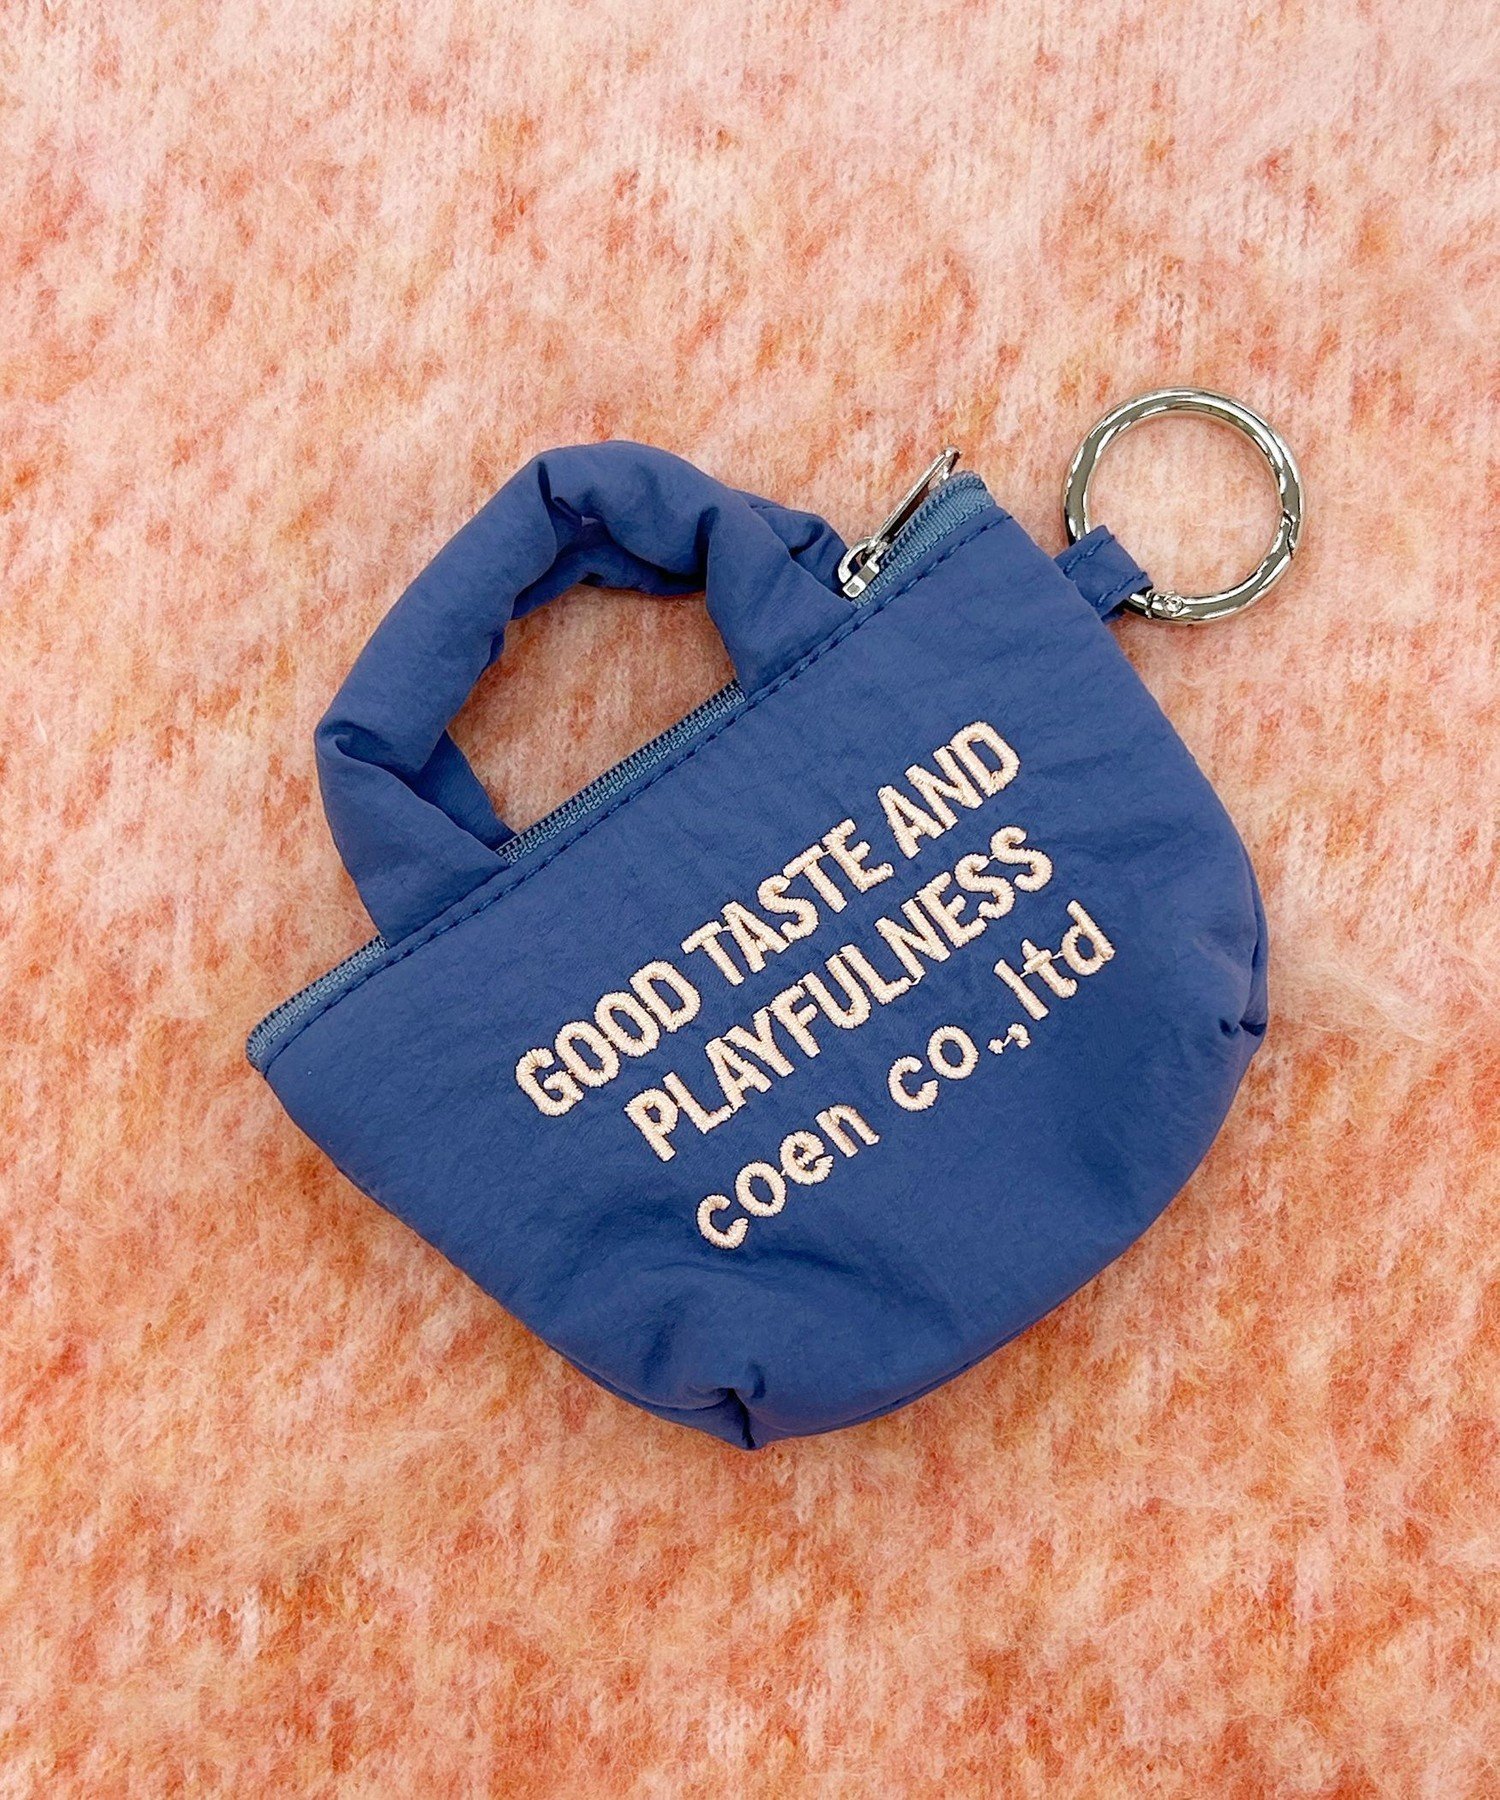 GOOD TASTE AND
PLAYFULNESS
coen co.,ltd